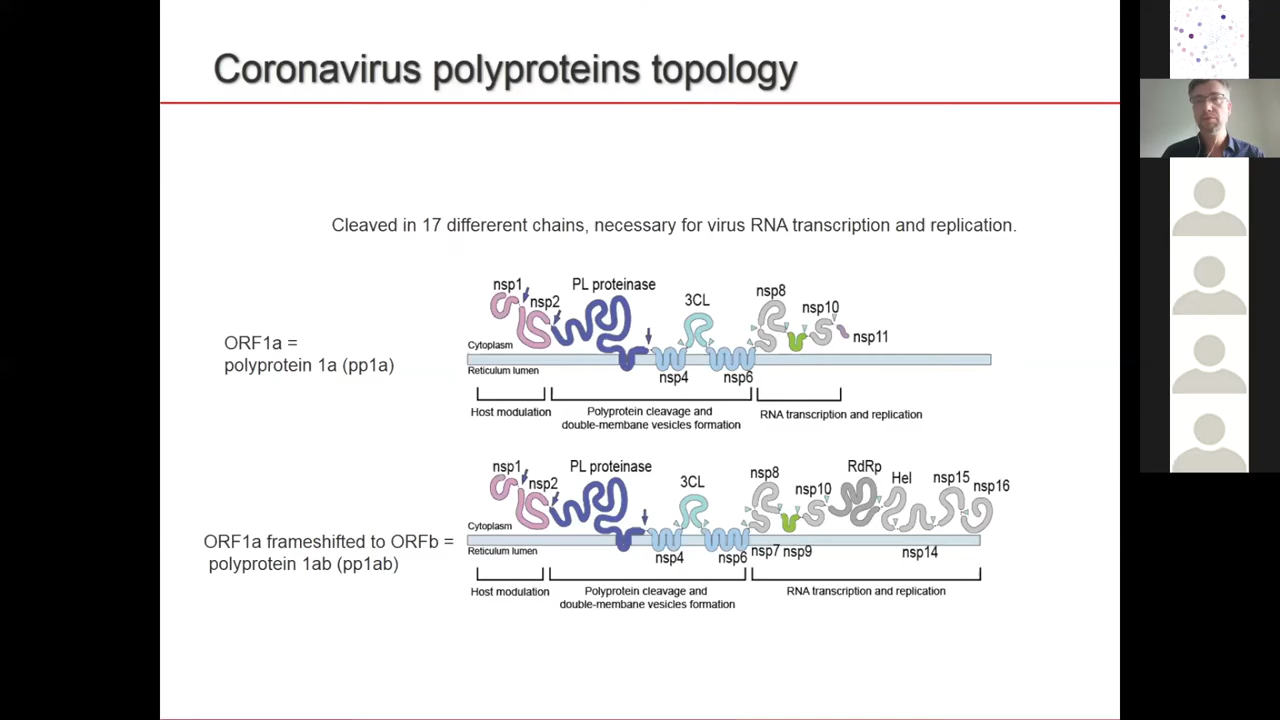 Coronavirus polyproteins topology
Cleaved in 17 differerent chains, necessary for virus RNA transcription and replication.
ORF1a =
polyprotein 1a (pp1a)
nsp1
nsp2
PL proteinase
3CL
nsp8
nsp10
nsp11
Cytoplasm
Reticulum lumen
nsp4
nsp6
Host modulation
Polyprotein cleavage and
double-membane vesicles formation
RNA transcription and replication
ORF1a frameshifted to ORFb =
polyprotein 1ab (pp1ab)
nsp1
nsp2
PL proteinase
3CL
nsp8
nsp10
RdRp
Hel
nsp15
nsp16
Cytoplasm
Reticulum lumen
nsp4
nsp6
nsp7
nsp9
nsp14
Host modulation
Polyprotein cleavage and
double-membane vesicles formation
RNA transcription and replication